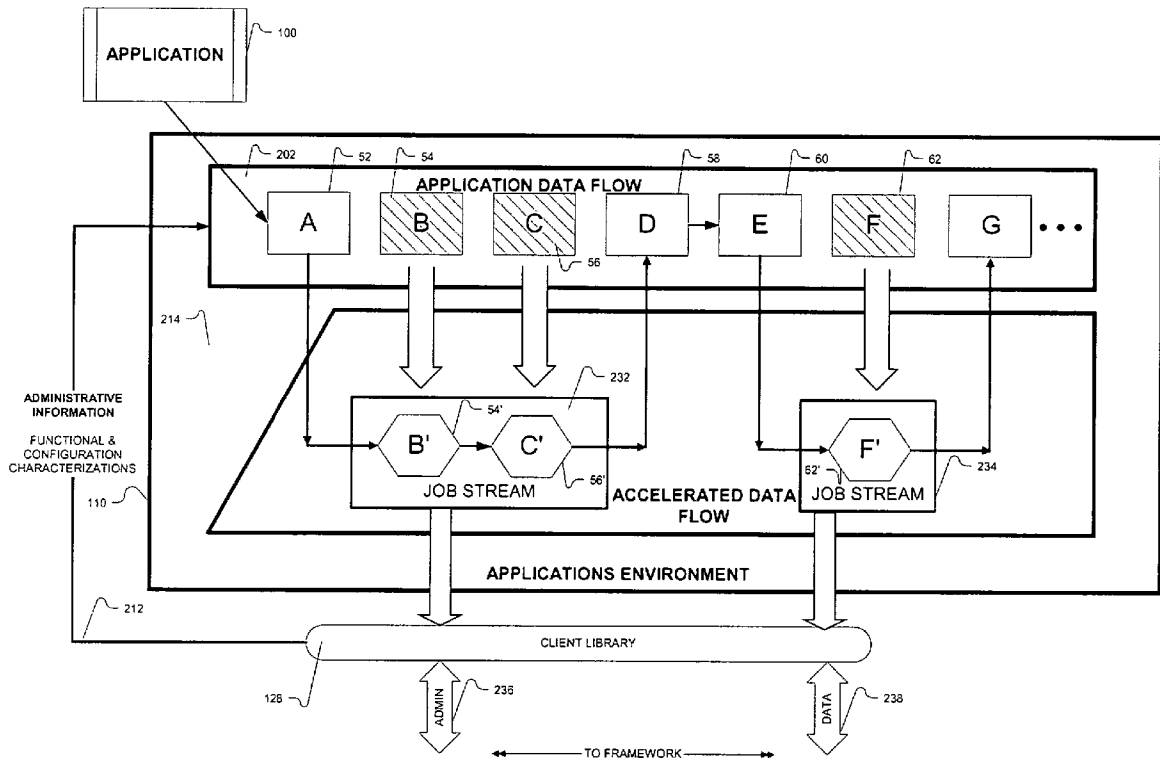 100
APPLICATION
202
52
54
58
60
62
APPLICATION DATA FLOW
A
B
C
D
E
F
G
56
214
232
ADMINISTRATIVE
INFORMATION
FUNCTIONAL &
CONFIGURATION
CHARACTERIZATIONS
54'
B'
C'
56'
JOB STREAM
F'
62'
JOB STREAM
234
ACCELERATED DATA
FLOW
110
APPLICATIONS ENVIRONMENT
212
CLIENT LIBRARY
128
ADMIN
236
DATA
238
TO FRAMEWORK